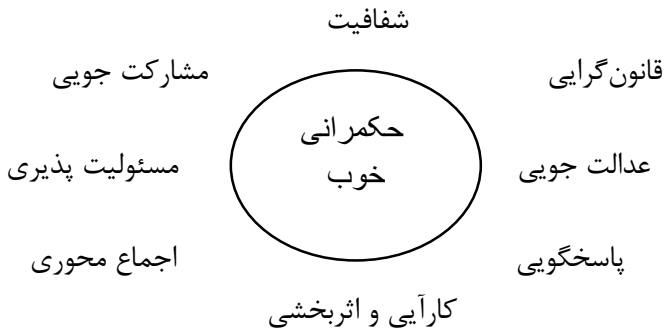 شفافیت
قانون‌گرایی
مشارکت جویی
حکمرانی
خوب
عدالت جویی
مسئولیت پذیری
پاسخگویی
اجماع محوری
کارآیی و اثربخشی